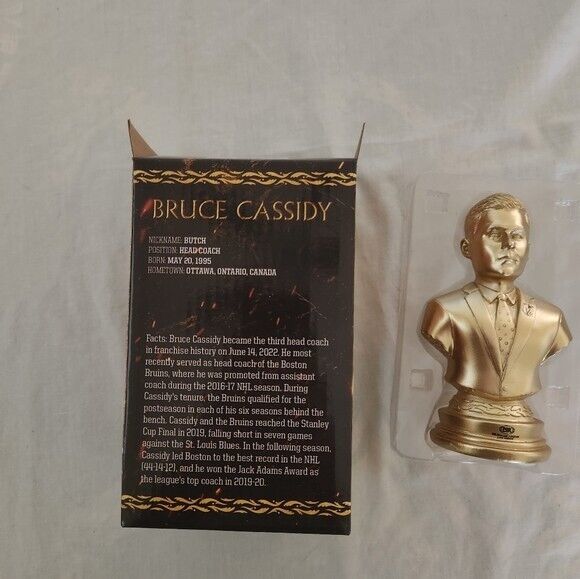 BRUCE CASSIDY
NICKNAME: BUTCH
POSITION: HEAD COACH
BORN: MAY 20, 1995
HOMETOWN: OTTAWA, ONTARIO, CANADA
Facts: Bruce Cassidy became the third head coach
in franchise history on June 14, 2022. He most
recently served as head coach of the Boston
Bruins, where he was promoted from assistant
coach during the 2016-17 NHL season. During
Cassidy's tenure, the Bruins qualified for the
postseason in each of his six seasons behind the
bench. Cassidy and the Bruins reached the Stanley
Cup Final in 2019, falling short in seven games
against the St. Louis Blues. In the following season,
Cassidy led Boston to the best record in the NHL
(44-14-12), and he won the Jack Adams Award as
the league's top coach in 2019-20.